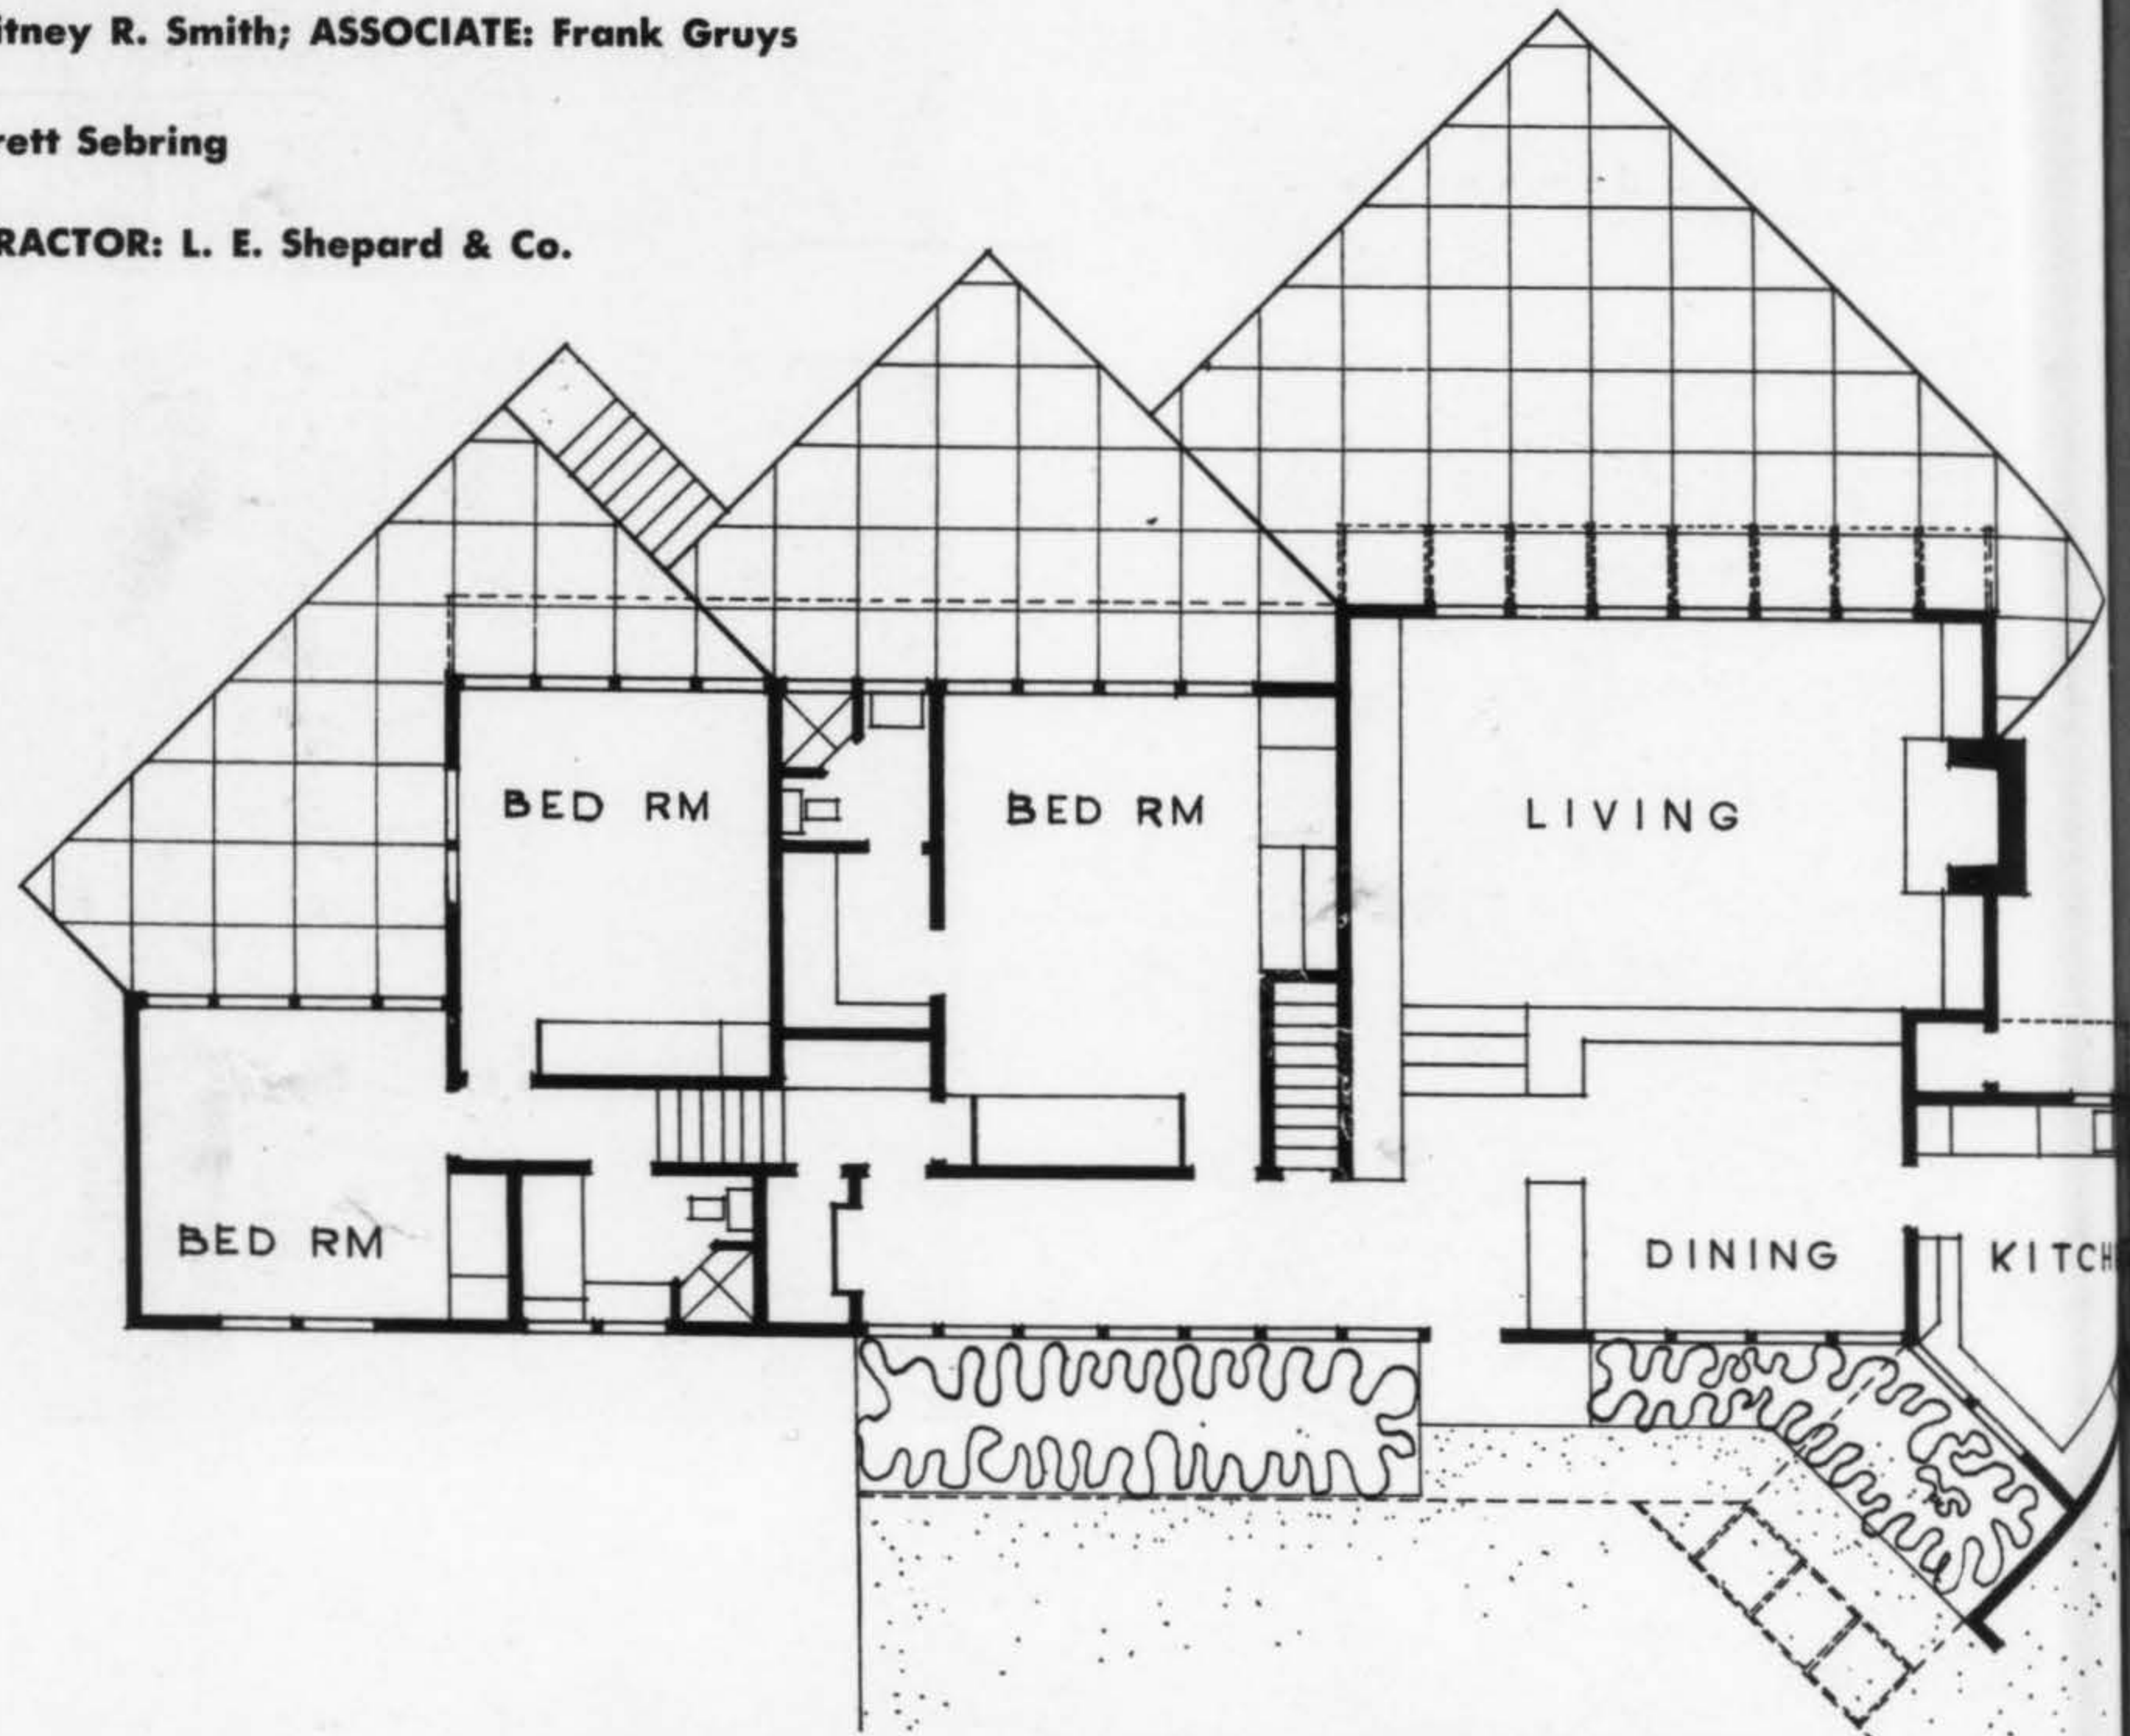 itney R. Smith; ASSOCIATE: Frank Gruys
rett Sebring
RACTOR: L. E. Shepard & Co.
BED RM
BED RM
LIVING
BED RM
DINING
KITCH